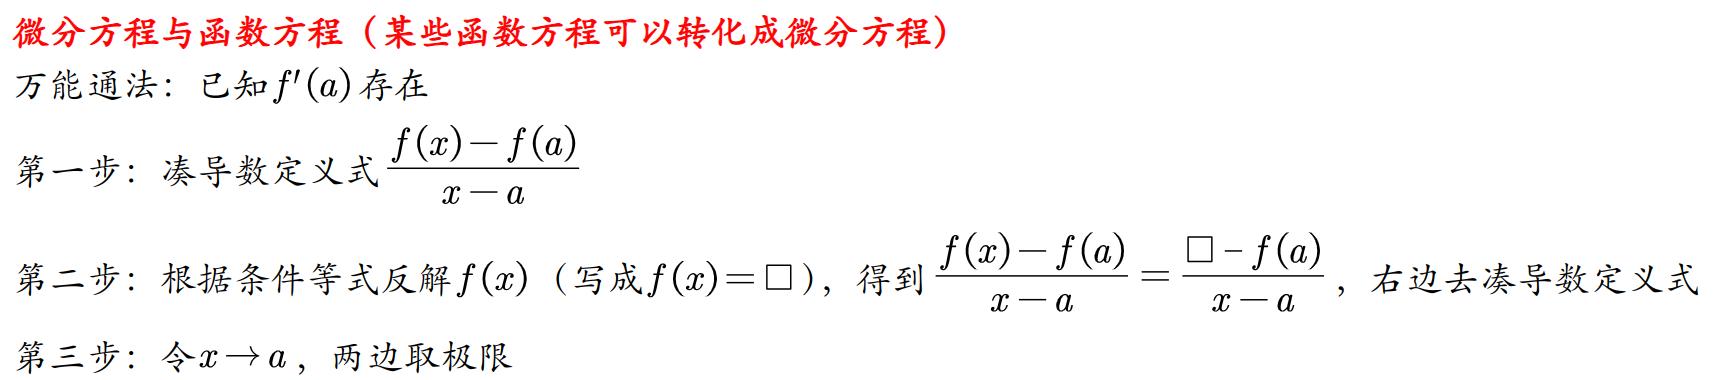 微分方程与函数方程（某些函数方程可以转化成微分方程）
万能通法：已知f′(a)存在
第一步：凑导数定义式 \frac{f(x)-f(a)}{x-a}
第二步：根据条件等式反解f(x)（写成f(x)=□），得到 \frac{f(x)-f(a)}{x-a} = \frac{□-f(a)}{x-a}，右边去凑导数定义式
第三步：令x→a，两边取极限